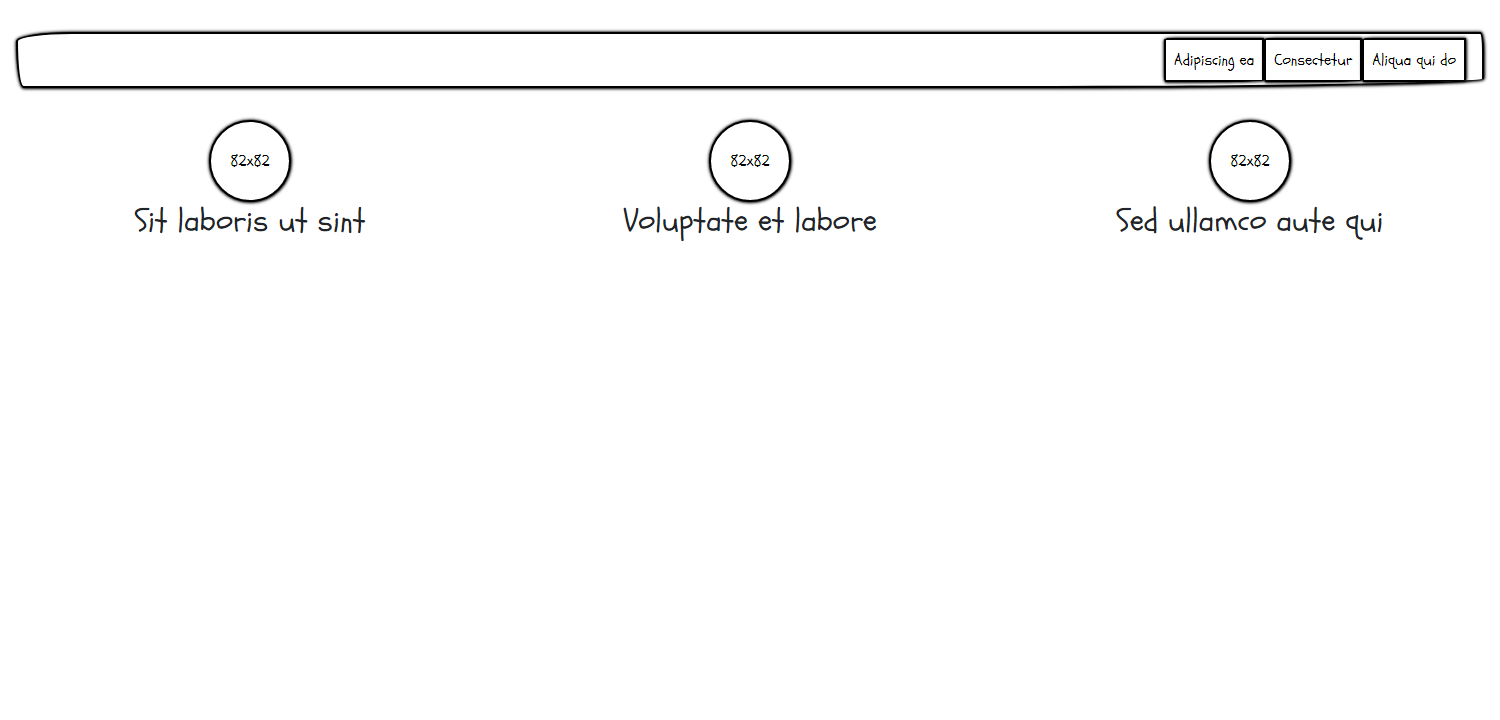 Adipiscing ea Consectetur Aliqua qui do
82x82 82x82 82x82
Sit laboris ut sint Voluptate et labore Sed ullamco aute qui